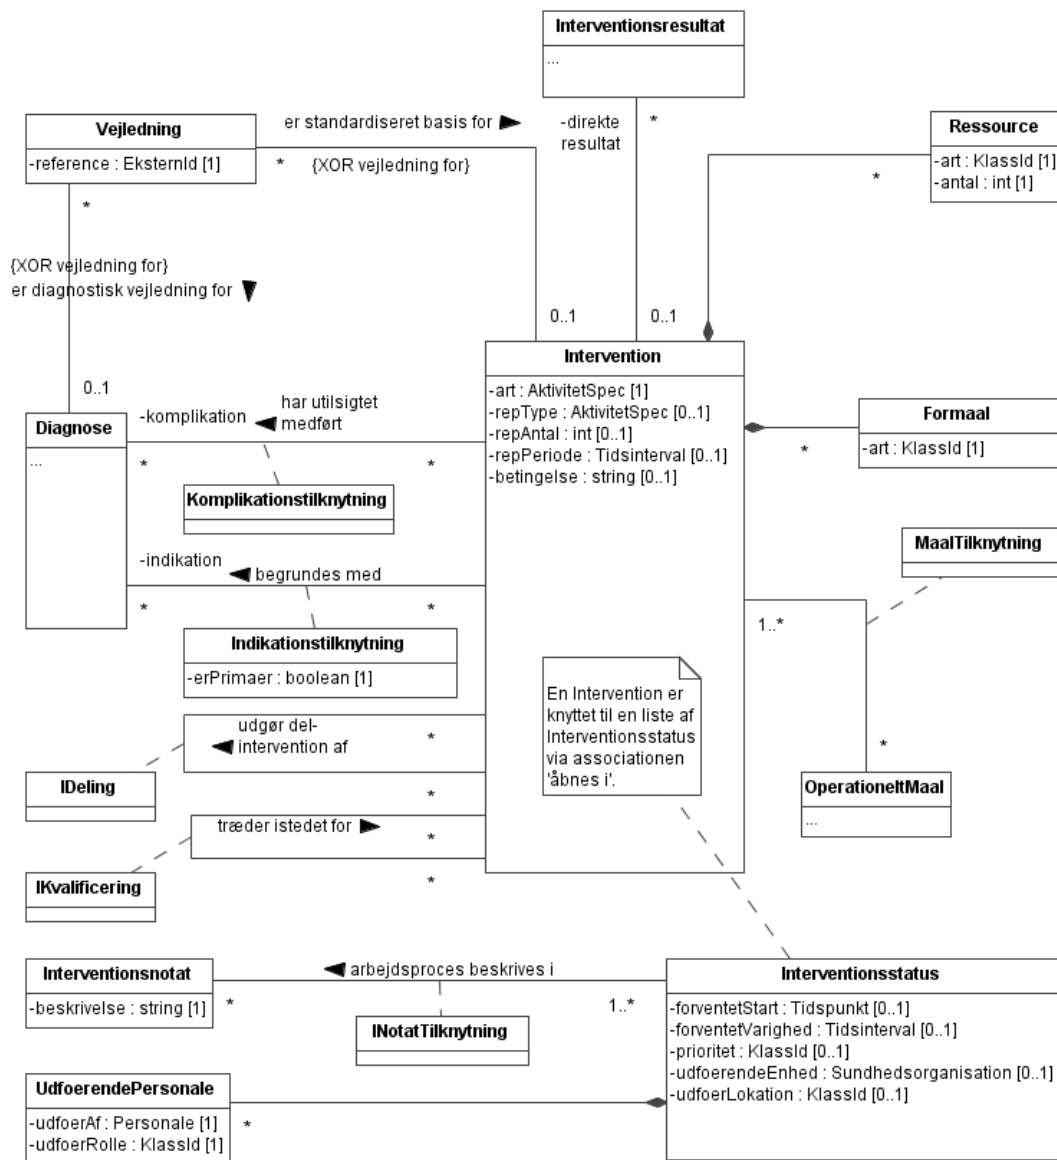 Interventionsresultat
...
Vejledning
-reference : EksternId [1]
er standardiseret basis for
*
{XOR vejledning for}
-direkte
resultat
*
Ressource
-art : KlassId [1]
-antal : int [1]
*
*
{XOR vejledning for}
er diagnostisk vejledning for
0..1
0..1
0..1
Intervention
-art : AktivitetSpec [1]
-repType : AktivitetSpec [0..1]
-repAntal : int [0..1]
-repPeriode : Tidsinterval [0..1]
-betingelse : string [0..1]
Formaal
-art : KlassId [1]
*
Diagnose
...
-komplikation
har utilsigtet
medført
*
*
Komplikationstilknytning
MaalTilknytning
-indikation
begrundes med
*
*
1..*
Indikationstilknytning
-erPrimaer : boolean [1]
En Intervention er
knyttet til en liste af
Interventionsstatus
via associationen
'åbnes i'.
udgør del-
intervention af
*
*
IDeling
*
OperationeltMaal
...
træder istedet for
*
*
IKvalificering
Interventionsnotat
-beskrivelse : string [1]
arbejdsproces beskrives i
*
1..*
INotatTilknytning
Interventionsstatus
-forventetStart : Tidspunkt [0..1]
-forventetVarighed : Tidsinterval [0..1]
-prioritet : KlassId [0..1]
-udfoerendeEnhed : Sundhedsorganisation [0..1]
-udfoerLokation : KlassId [0..1]
UdfoerendePersonale
-udfoerAf : Personale [1]
-udfoerRolle : KlassId [1]
*